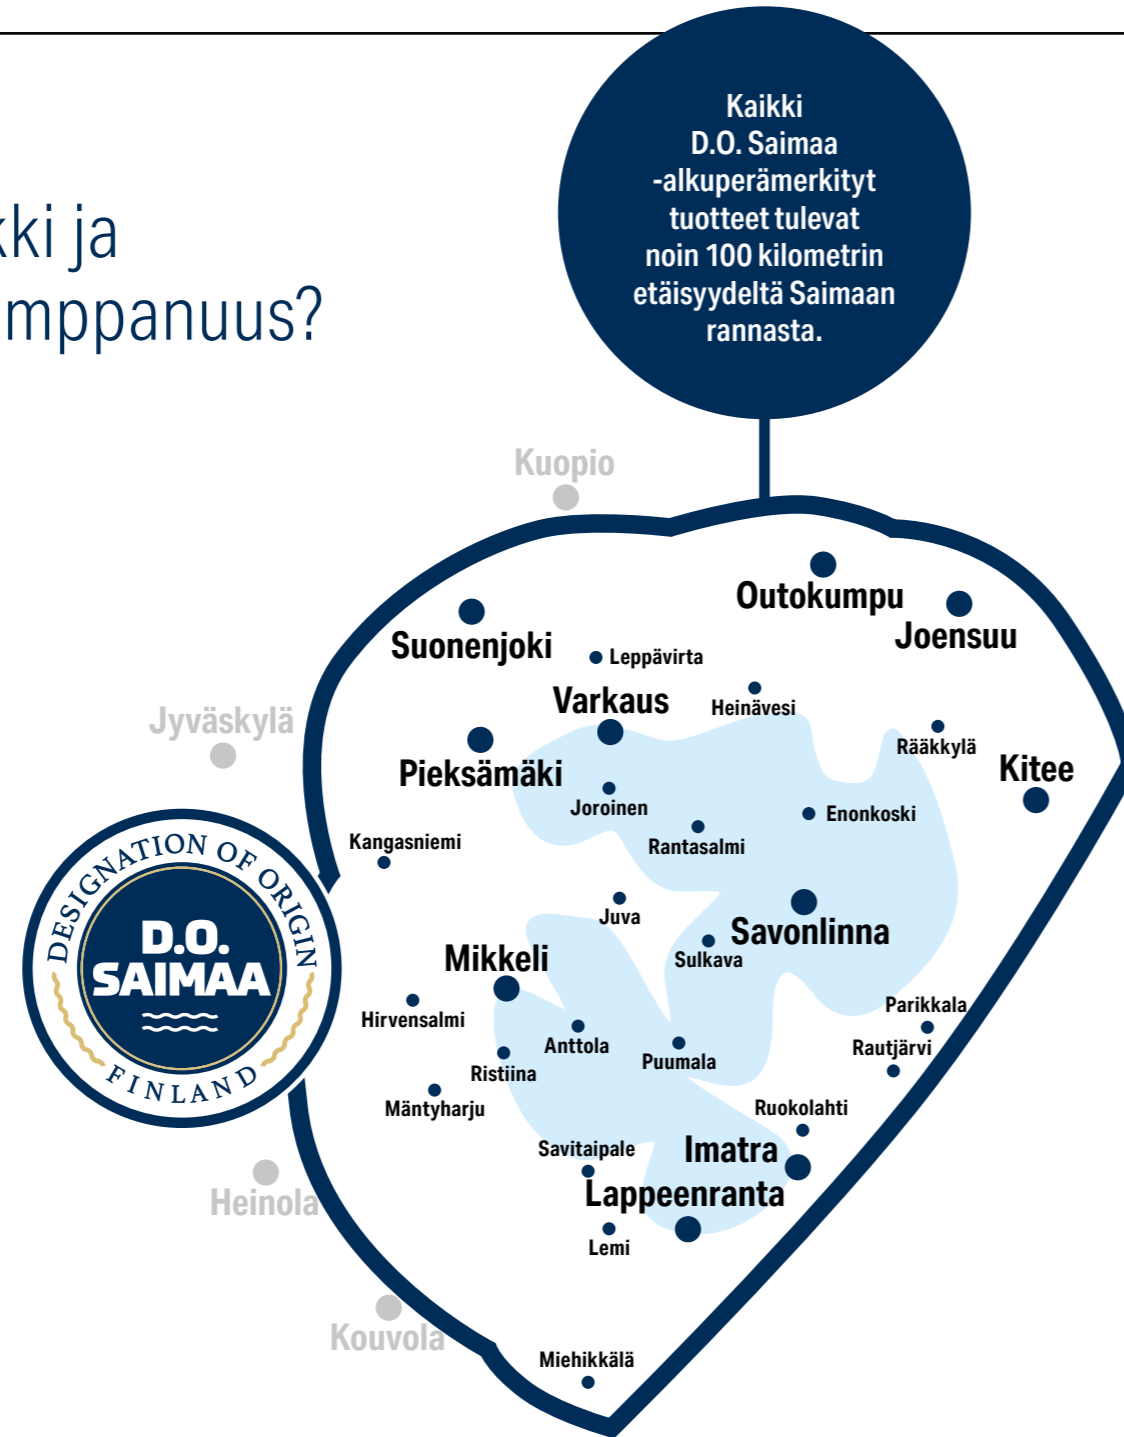 Kaikki
D.O. Saimaa
-alkuperämerkityt
tuotteet tulevat
noin 100 kilometrin
etäisyydeltä Saimaan
rannasta.
kki ja
mppanuus?
Kuopio
Outokumpu
Joensuu
Suonenjoki
Leppävirta
Varkaus
Heinävesi
Jyväskylä
Rääkkylä
Kitee
Pieksämäki
Joroinen
Enonkoski
Kangasniemi
Rantasalmi
Juva
Savonlinna
Sulkava
Mikkeli
DESIGNATION OF ORIGIN
D.O.
SAIMAA
FINLAND
Hirvensalmi
Parikkala
Anttola
Rautjärvi
Puumala
Ristiina
Mäntyharju
Ruokolahti
Savitaipale
Imatra
Lappeenranta
Heinola
Lemi
Kouvola
Miehikkälä